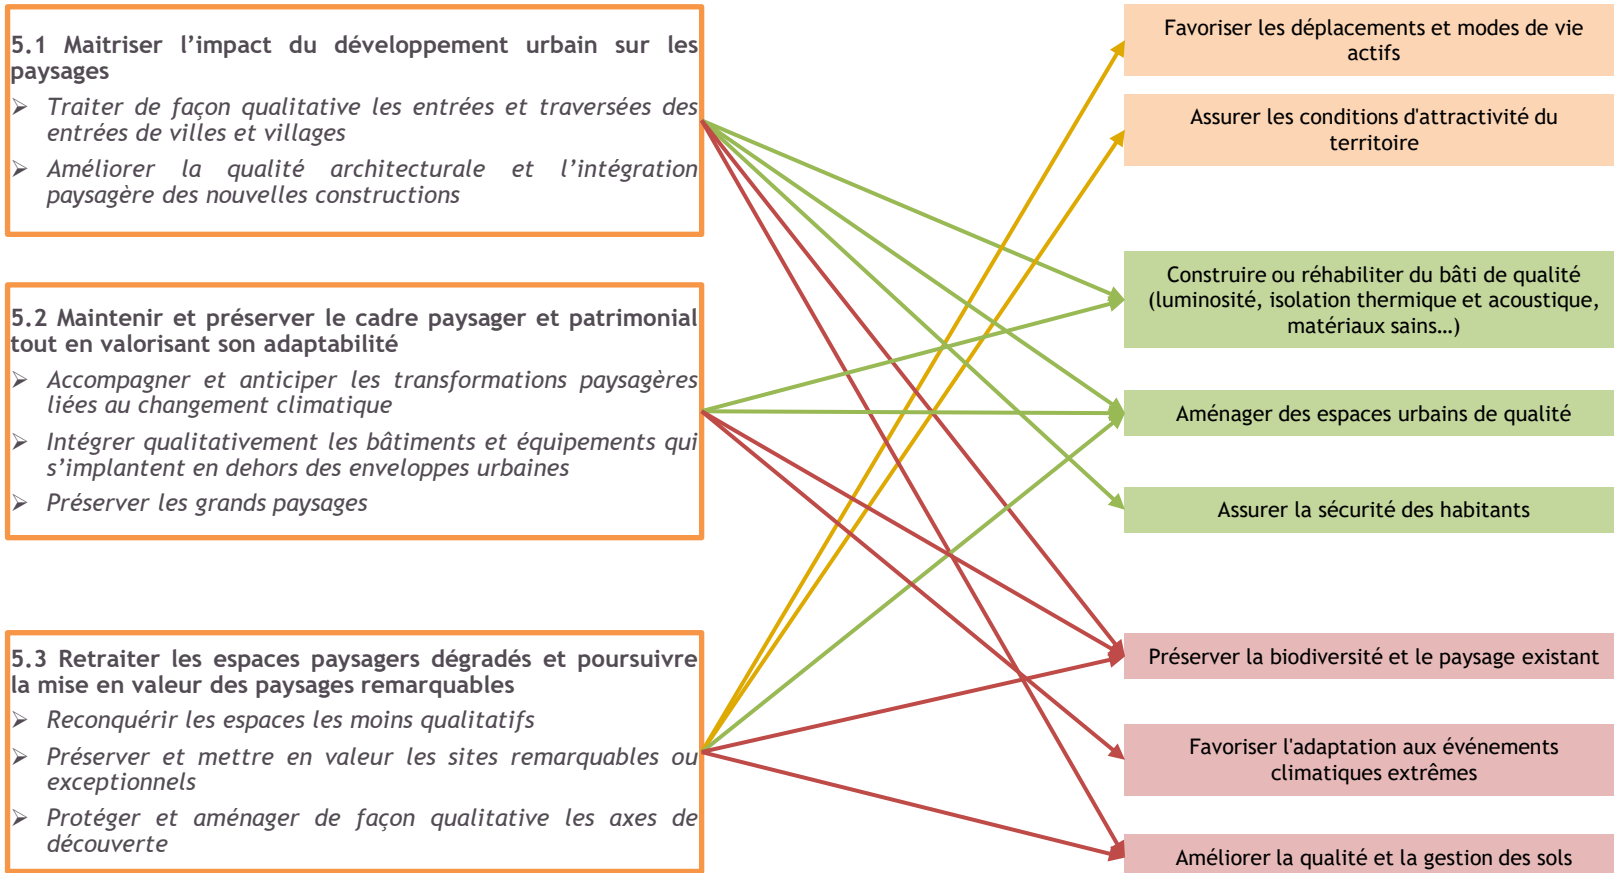 5.1 Maitriser l’impact du développement urbain sur les
paysages
➢ Traiter de façon qualitative les entrées et traversées des
entrées de villes et villages
➢ Améliorer la qualité architecturale et l’intégration
paysagère des nouvelles constructions
5.2 Maintenir et préserver le cadre paysager et patrimonial
tout en valorisant son adaptabilité
➢ Accompagner et anticiper les transformations paysagères
liées au changement climatique
➢ Intégrer qualitativement les bâtiments et équipements qui
s’implantent en dehors des enveloppes urbaines
➢ Préserver les grands paysages
5.3 Retraiter les espaces paysagers dégradés et poursuivre
la mise en valeur des paysages remarquables
➢ Reconquérir les espaces les moins qualitatifs
➢ Préserver et mettre en valeur les sites remarquables ou
exceptionnels
➢ Protéger et aménager de façon qualitative les axes de
découverte
Favoriser les déplacements et modes de vie
actifs
Assurer les conditions d'attractivité du
territoire
Construire ou réhabiliter du bâti de qualité
(luminosité, isolation thermique et acoustique,
matériaux sains…)
Aménager des espaces urbains de qualité
Assurer la sécurité des habitants
Préserver la biodiversité et le paysage existant
Favoriser l'adaptation aux événements
climatiques extrêmes
Améliorer la qualité et la gestion des sols